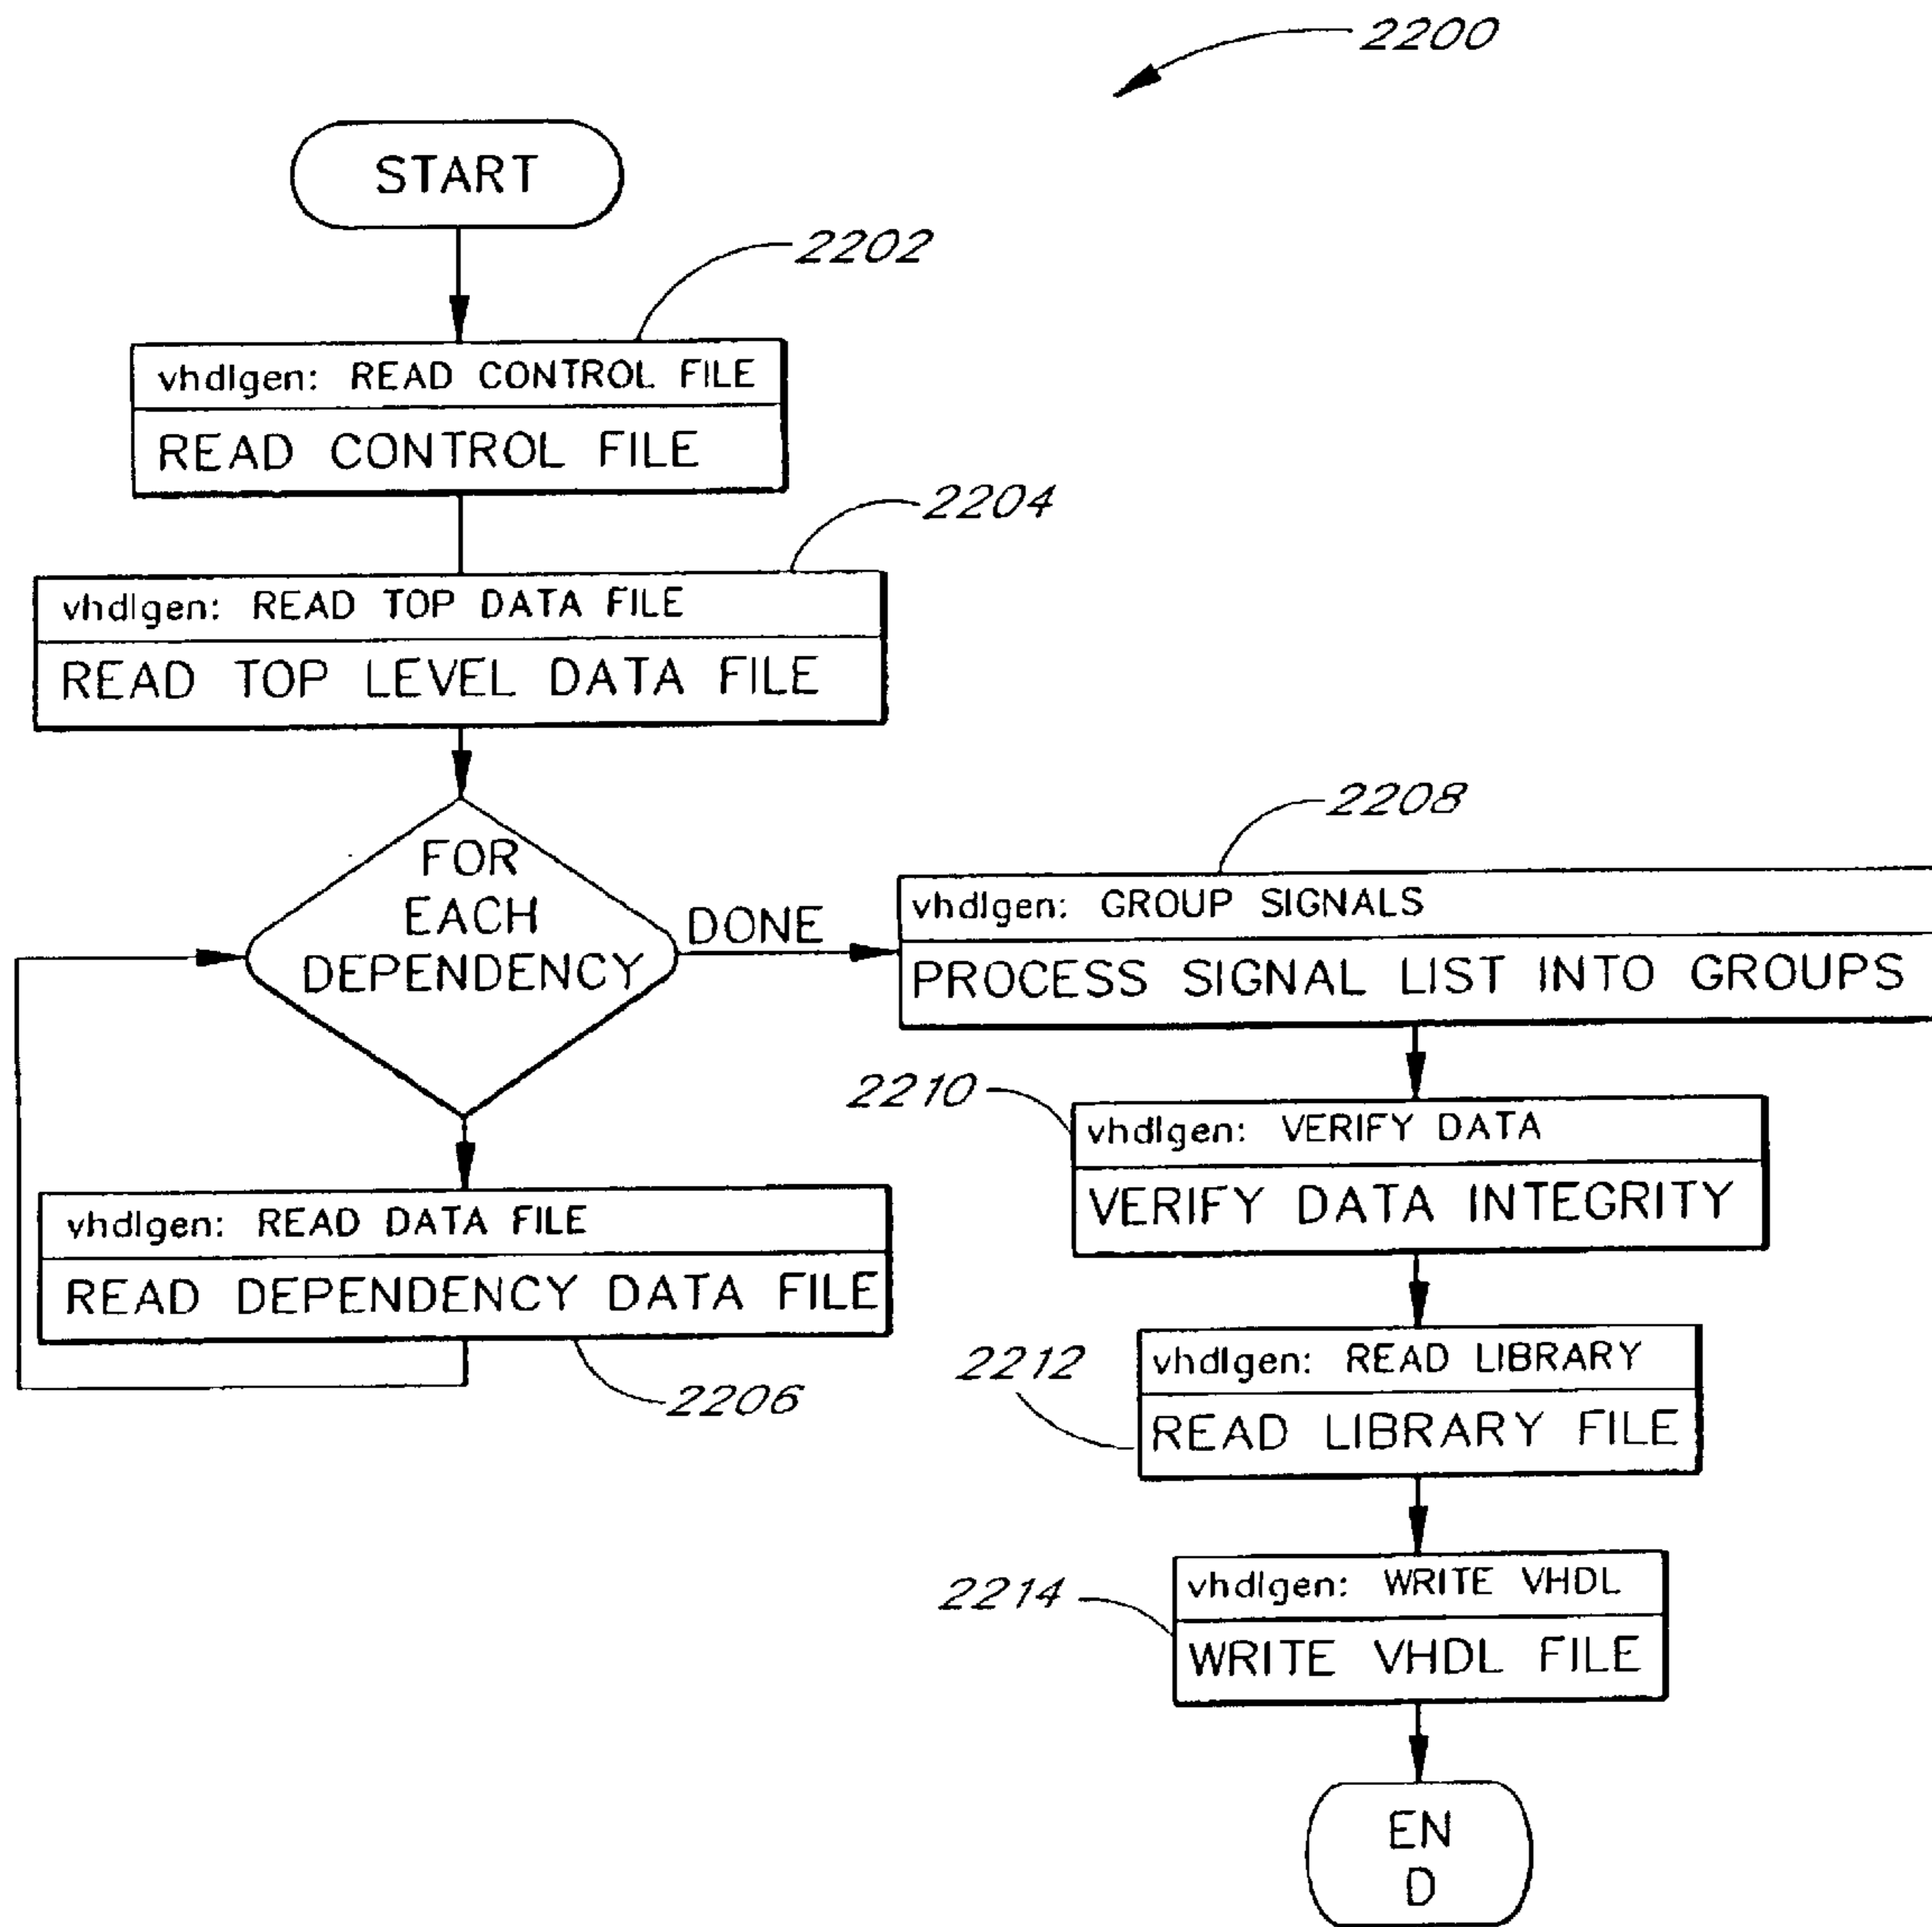 2200
START
2202
vhdlgen: READ CONTROL FILE
READ CONTROL FILE
2204
vhdlgen: READ TOP DATA FILE
READ TOP LEVEL DATA FILE
FOR
EACH
DEPENDENCY
DONE
vhdlgen: READ DATA FILE
READ DEPENDENCY DATA FILE
2206
2208
vhdlgen: GROUP SIGNALS
PROCESS SIGNAL LIST INTO GROUPS
2210
vhdlgen: VERIFY DATA
VERIFY DATA INTEGRITY
2212
vhdlgen: READ LIBRARY
READ LIBRARY FILE
2214
vhdlgen: WRITE VHDL
WRITE VHDL FILE
EN
D